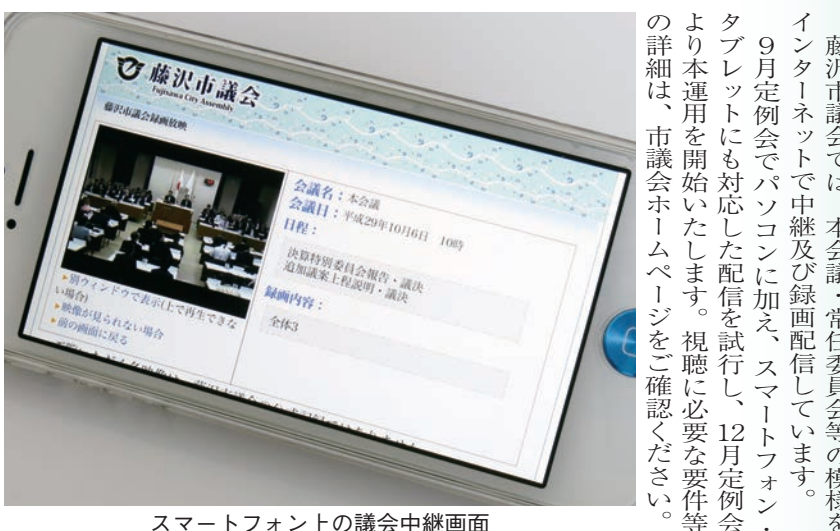 藤沢市議会では、本会議、常任委員会等の模様を
インターネットで中継及び録画配信しています。
９月定例会でパソコンに加え、スマートフォン・
タブレットにも対応した配信を試行し、12月定例会
より本運用を開始いたします。視聴に必要な要件等
の詳細は、市議会ホームページをご確認ください。
藤沢市議会
Fujisawa City Assembly
藤沢市議会録画放映
会議名：本会議
会議日：平成29年10月6日 10時
日程：
決算特別委員会報告・議決
追加議案上程説明・議決
録画内容：
全体3
▶別ウィンドウで表示(上で再生できな
い場合)
▶映像が見られない場合
▶前の画面に戻る
スマートフォン上の議会中継画面